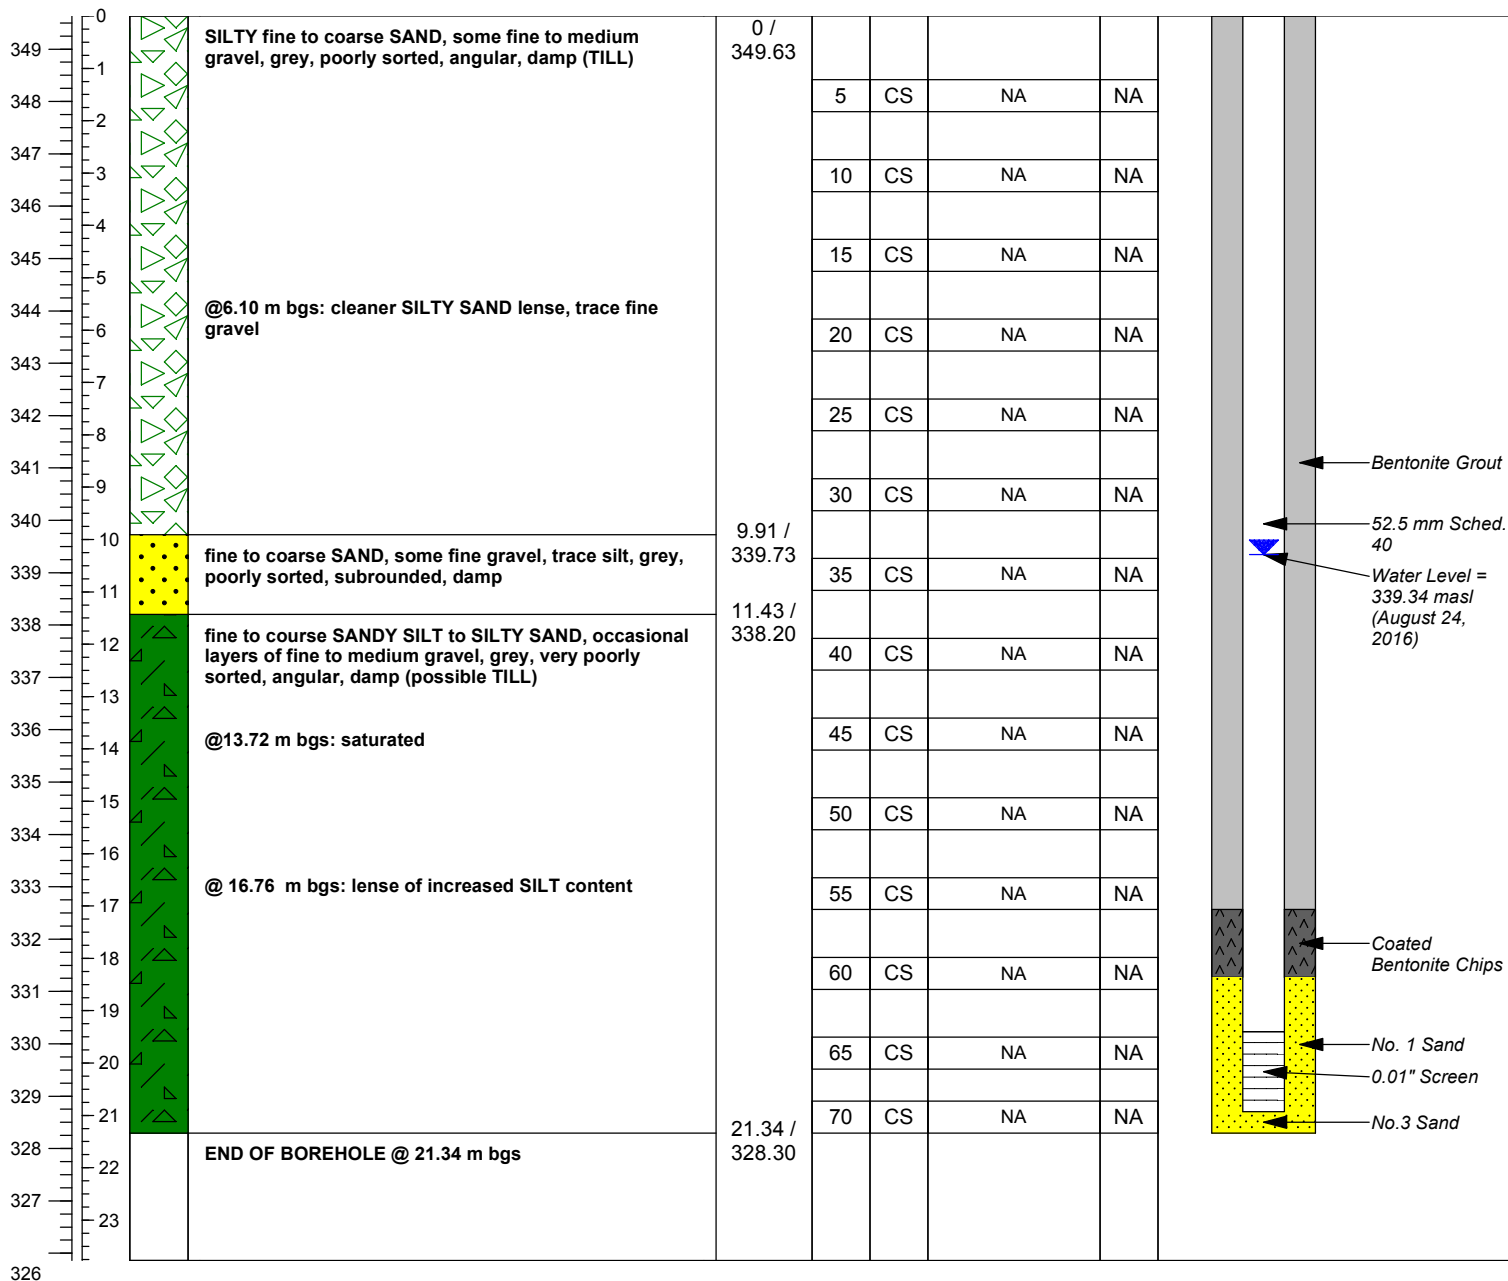 349
348
347
346
345
344
343
342
341
340
339
338
337
336
335
334
333
332
331
330
329
328
327
326
0
1
2
3
4
5
6
7
8
9
10
11
12
13
14
15
16
17
18
19
20
21
22
23
SILTY fine to coarse SAND, some fine to medium
gravel, grey, poorly sorted, angular, damp (TILL)
@6.10 m bgs: cleaner SILTY SAND lense, trace fine
gravel
fine to coarse SAND, some fine gravel, trace silt, grey,
poorly sorted, subrounded, damp
fine to course SANDY SILT to SILTY SAND, occasional
layers of fine to medium gravel, grey, very poorly
sorted, angular, damp (possible TILL)
@13.72 m bgs: saturated
@ 16.76 m bgs: lense of increased SILT content
END OF BOREHOLE @ 21.34 m bgs
0 /
349.63
9.91 /
339.73
11.43 /
338.20
21.34 /
328.30
5 CS NA NA
10 CS NA NA
15 CS NA NA
20 CS NA NA
25 CS NA NA
30 CS NA NA
35 CS NA NA
40 CS NA NA
45 CS NA NA
50 CS NA NA
55 CS NA NA
60 CS NA NA
65 CS NA NA
70 CS NA NA
Bentonite Grout
52.5 mm Sched.
40
Water Level =
339.34 masl
(August 24,
2016)
Coated
Bentonite Chips
No. 1 Sand
0.01" Screen
No.3 Sand